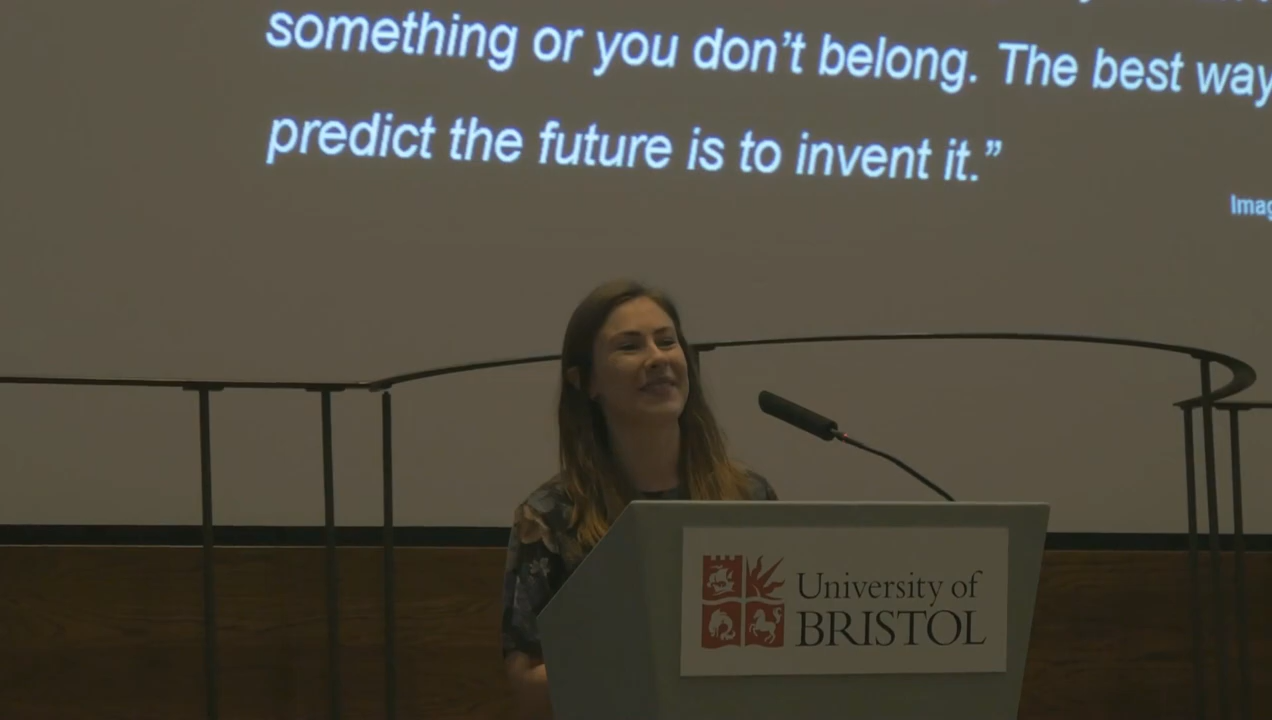 something or you don't belong. The best way
predict the future is to invent it.”
Imag
University of
BRISTOL